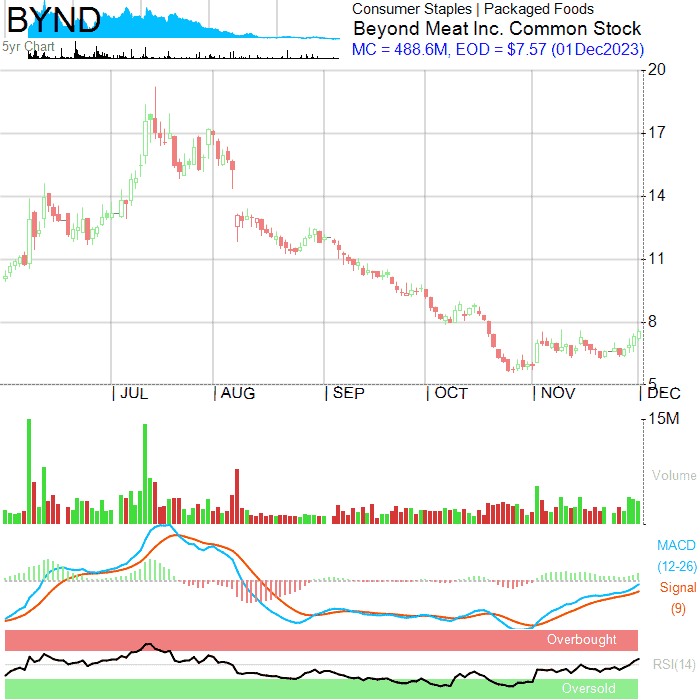 BYND
5yr Chart
Consumer Staples | Packaged Foods
Beyond Meat Inc. Common Stock
MC = 488.6M, EOD = $7.57 (01Dec2023)
20
17
14
11
8
5
| JUL | AUG | SEP | OCT | NOV | DEC
15M
Volume
MACD
(12-26)
Signal
(9)
Overbought
RSI(14)
Oversold